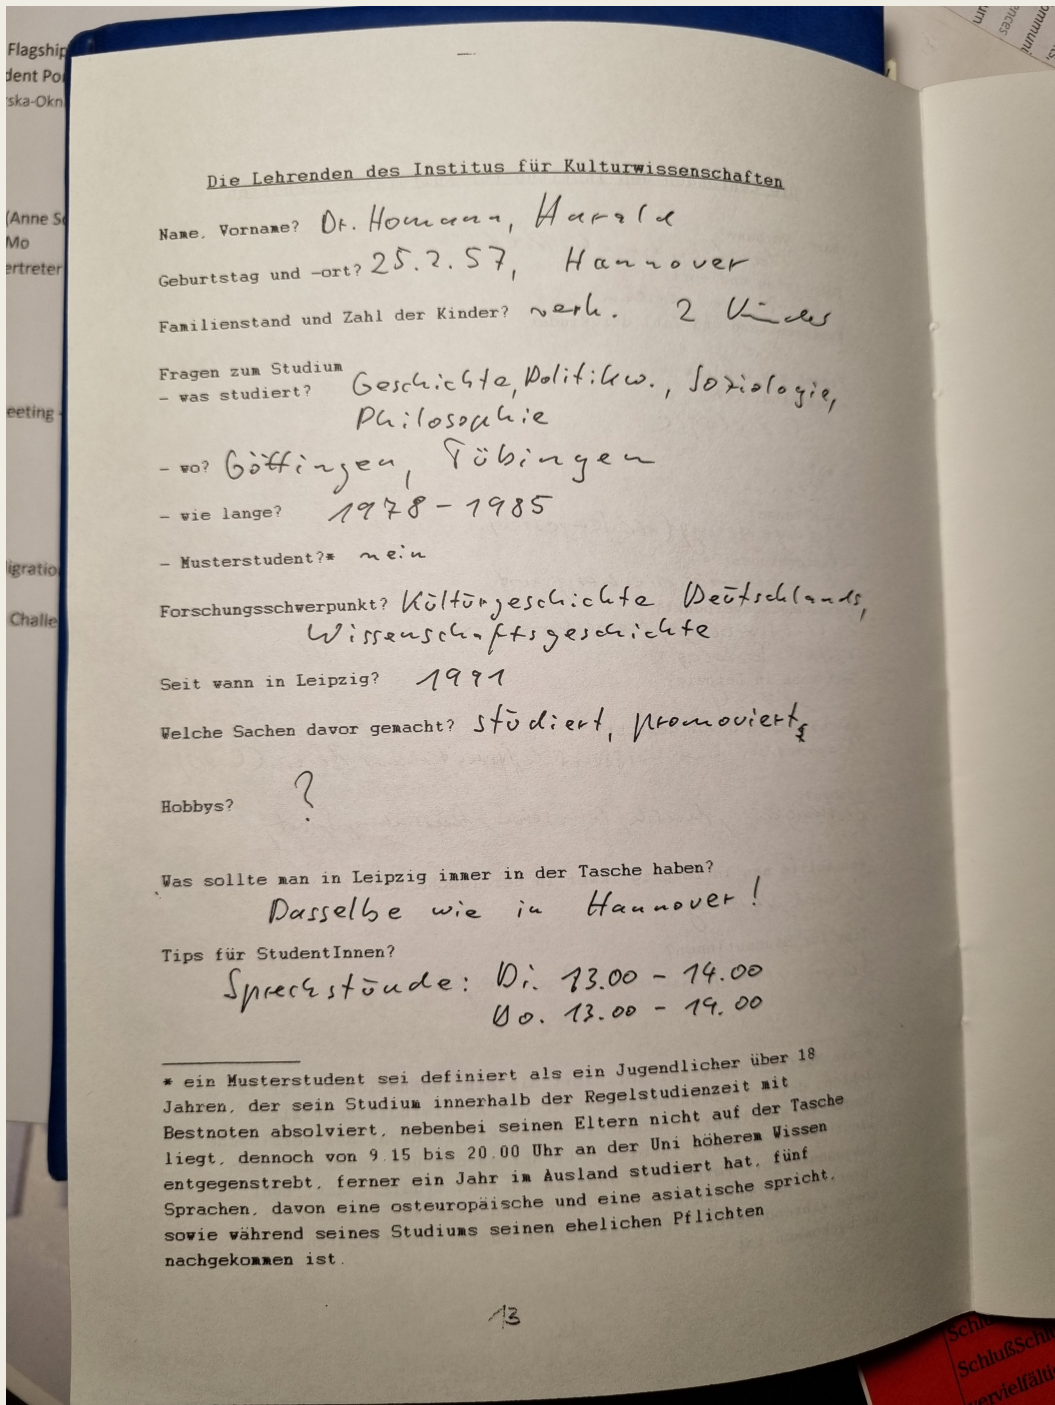 Flagship
dent Po
ska-Okn
(Anne S
Mo
ertreter
eeting
igratio
Challe
Die Lehrenden des Institus für Kulturwissenschaften
Name, Vorname? Dr. Homann, Harald
Geburtstag und -ort? 25.2.57, Hannover
Familienstand und Zahl der Kinder? verh. 2 Kinder
Fragen zum Studium
- was studiert? Geschichte, Politikw., Soziologie,
Philosophie
- wo? Göttingen, Tübingen
- wie lange? 1978 - 1985
- Musterstudent?* nein
Forschungsschwerpunkt? Kulturgeschichte Deutschlands,
Wissenschaftsgeschichte
Seit wann in Leipzig? 1991
Welche Sachen davor gemacht? studiert, promoviert
Hobbys? ?
Was sollte man in Leipzig immer in der Tasche haben?
Dasselbe wie in Hannover!
Tips für StudentInnen?
Sprechstunde: Di. 13.00 - 14.00
Do. 13.00 - 19.00
* ein Musterstudent sei definiert als ein Jugendlicher über 18
Jahren, der sein Studium innerhalb der Regelstudienzeit mit
Bestnoten absolviert, nebenbei seinen Eltern nicht auf der Tasche
liegt, dennoch von 9.15 bis 20.00 Uhr an der Uni höherem Wissen
entgegenstrebt, ferner ein Jahr im Ausland studiert hat, fünf
Sprachen, davon eine osteuropäische und eine asiatische spricht,
sowie während seines Studiums seinen ehelichen Pflichten
nachgekommen ist.
13
ences
ommuni
Schlu
SchlußSchl
vervielfälti